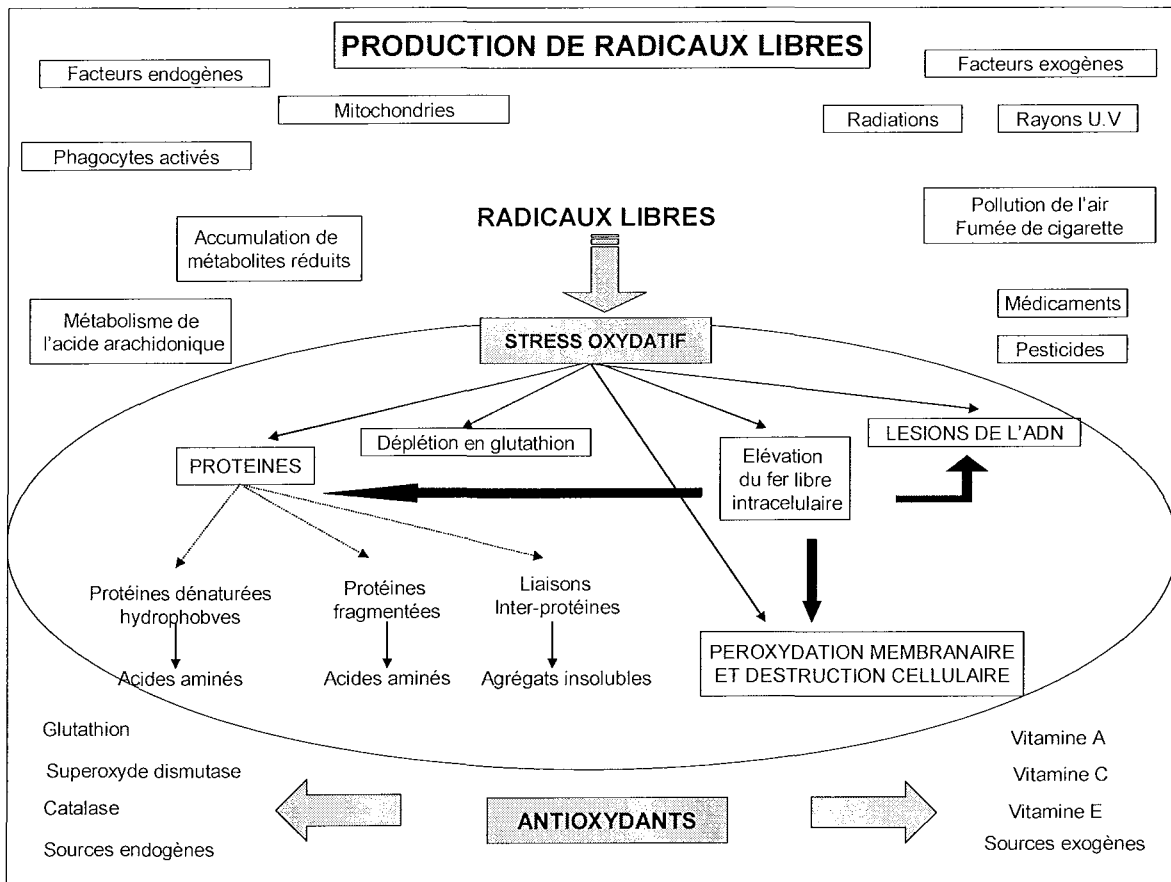 PRODUCTION DE RADICAUX LIBRES
Facteurs endogènes
Facteurs exogènes
Mitochondries
Radiations
Rayons U.V
Phagocytes activés
Pollution de l'air
Fumée de cigarette
RADICAUX LIBRES
Accumulation de
métabolites réduits
Médicaments
Métabolisme de
l'acide arachidonique
STRESS OXYDATIF
Pesticides
LESIONS DE L'ADN
Déplétion en glutathion
PROTEINES
Elévation
du fer libre
intracelulaire
Protéines dénaturées
hydrophobves
Protéines
fragmentées
Liaisons
Inter-protéines
PEROXYDATION MEMBRANAIRE
ET DESTRUCTION CELLULAIRE
Acides aminés
Acides aminés
Agrégats insolubles
Glutathion
Superoxyde dismutase
Catalase
Sources endogènes
ANTIOXYDANTS
Vitamine A
Vitamine C
Vitamine E
Sources exogènes